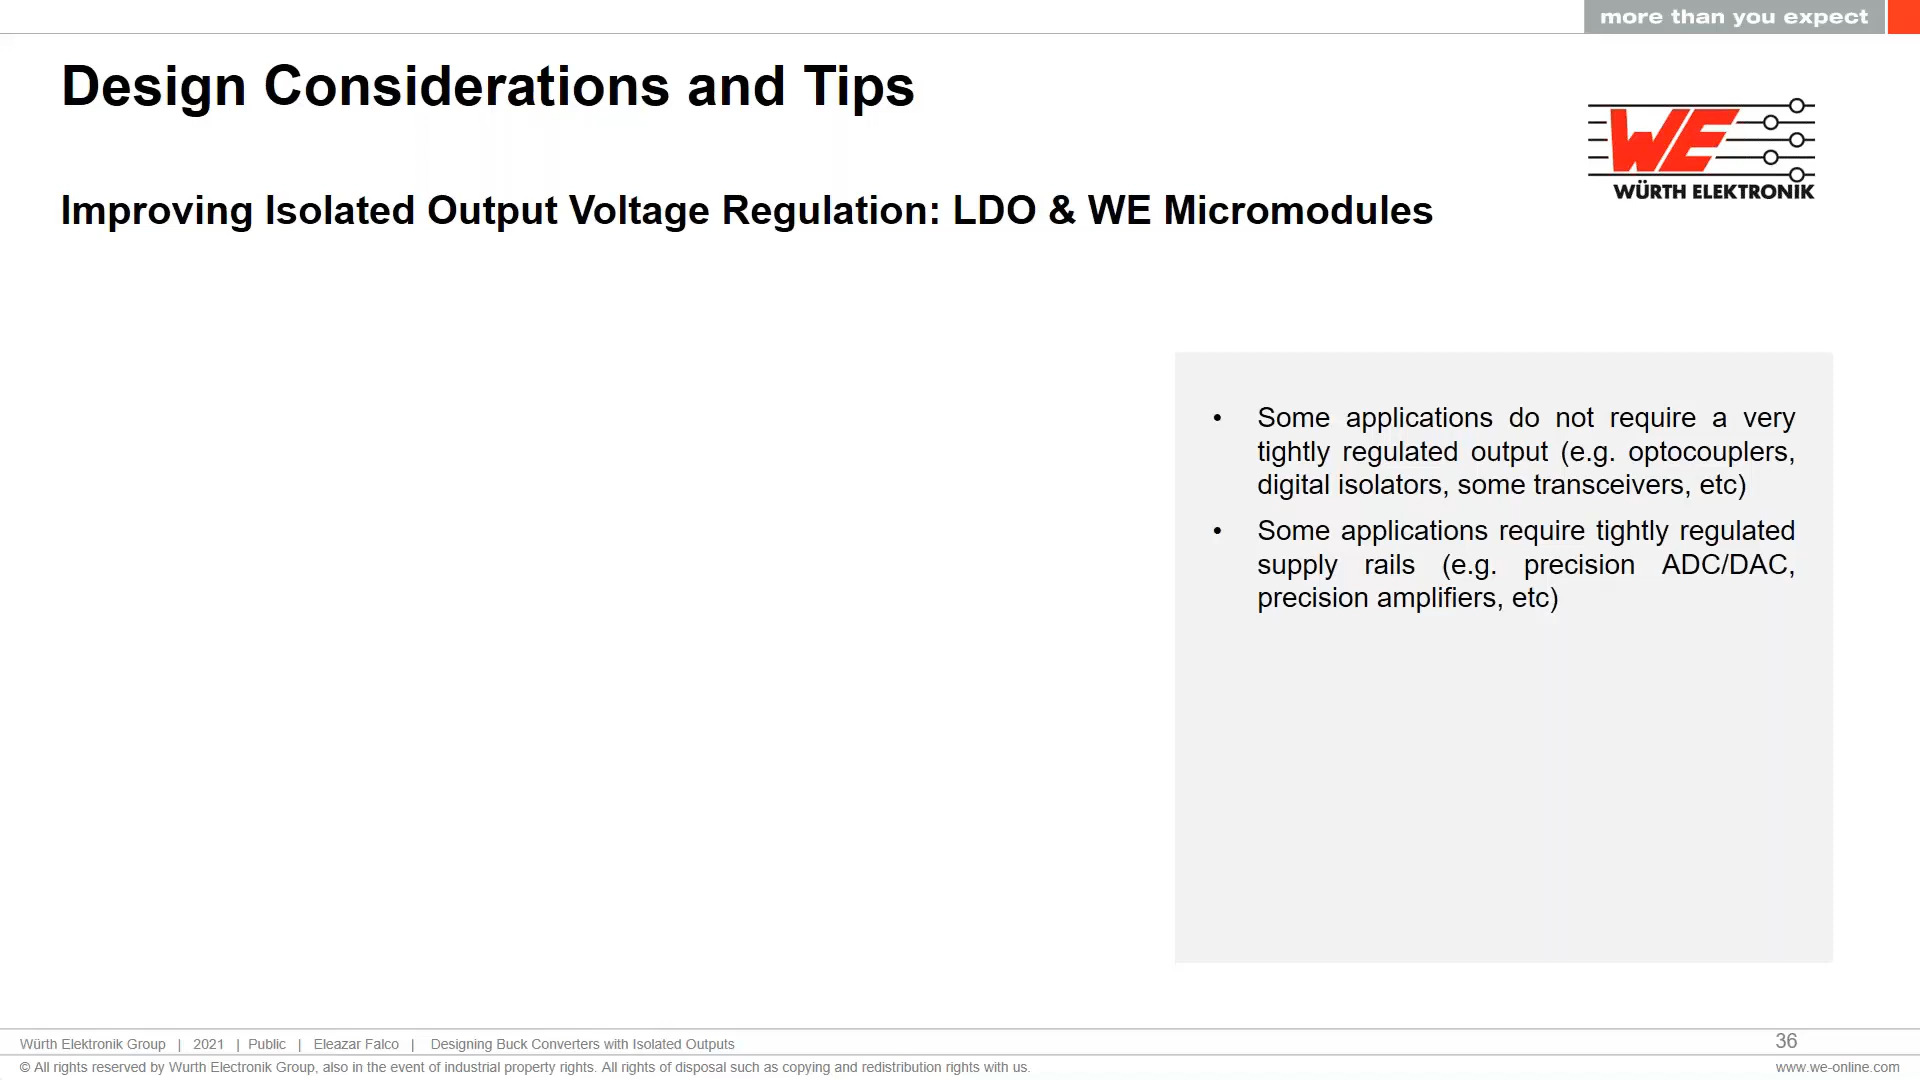 more than you expect
Design Considerations and Tips
WE
WÜRTH ELEKTRONIK
Improving Isolated Output Voltage Regulation: LDO & WE Micromodules
• Some applications do not require a very
tightly regulated output (e.g. optocouplers,
digital isolators, some transceivers, etc)
• Some applications require tightly regulated
supply rails (e.g. precision ADC/DAC,
precision amplifiers, etc)
Würth Elektronik Group | 2021 | Public | Eleazar Falco | Designing Buck Converters with Isolated Outputs
36
© All rights reserved by Wurth Electronik Group, also in the event of industrial property rights. All rights of disposal such as copying and redistribution rights with us.
www.we-online.com